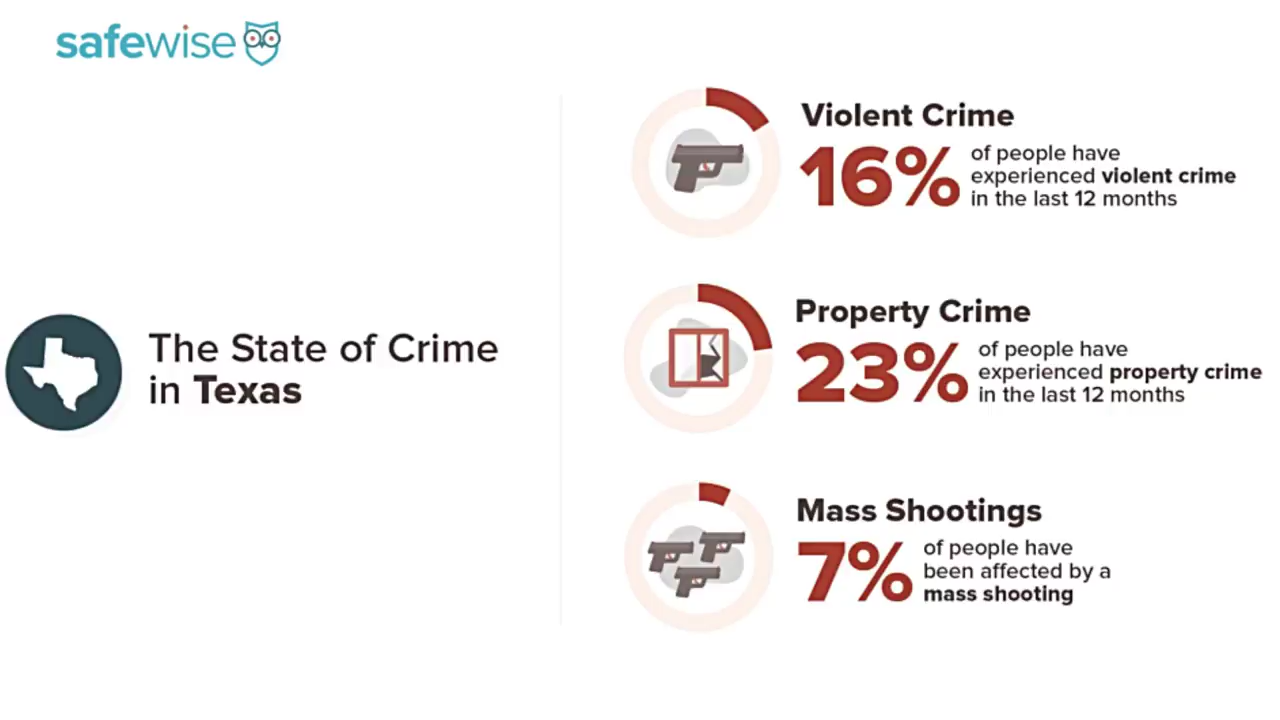 safewise
The State of Crime
in Texas
Violent Crime
16%
of people have
experienced violent crime
in the last 12 months
Property Crime
23%
of people have
experienced property crime
in the last 12 months
Mass Shootings
7%
of people have
been affected by a
mass shooting